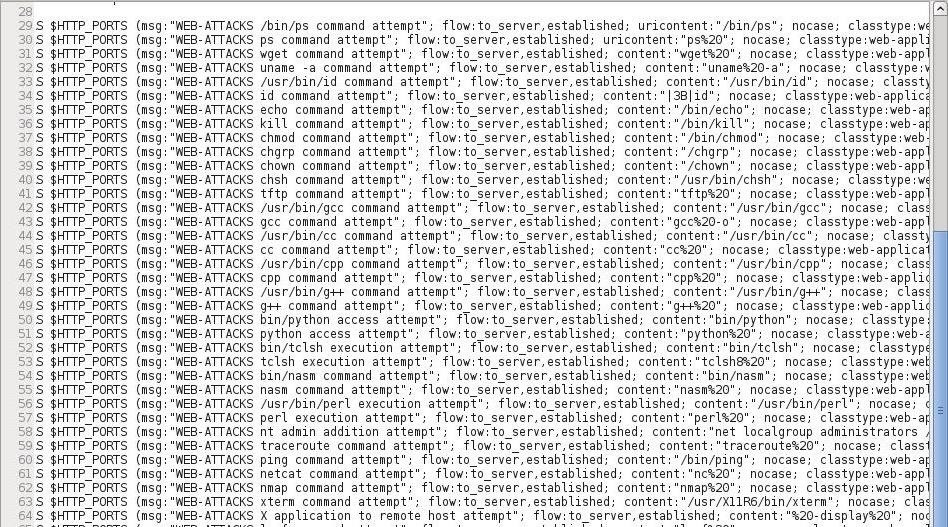 28
29 S $HTTP_PORTS (msg:"WEB-ATTACKS /bin/ps command attempt"; flow:to_server,established; uricontent:"/bin/ps"; nocase; classtype:web-appli
30 S $HTTP_PORTS (msg:"WEB-ATTACKS ps command attempt"; flow:to_server,established; uricontent:"ps%20"; nocase; classtype:web-applicati
31 S $HTTP_PORTS (msg:"WEB-ATTACKS wget command attempt"; flow:to_server,established; content:"wget%20"; nocase; classtype:web-appl
32 S $HTTP_PORTS (msg:"WEB-ATTACKS uname -a command attempt"; flow:to_server,established; content:"uname%20-a"; nocase; classtype:w
33 S $HTTP_PORTS (msg:"WEB-ATTACKS /usr/bin/id command attempt"; flow:to_server,established; content:"/usr/bin/id"; nocase; classty
34 S $HTTP_PORTS (msg:"WEB-ATTACKS id command attempt"; flow:to_server,established; content:"|3B|id"; nocase; classtype:web-applica
35 S $HTTP_PORTS (msg:"WEB-ATTACKS echo command attempt"; flow:to_server,established; content:"/bin/echo"; nocase; classtype:web-ap
36 S $HTTP_PORTS (msg:"WEB-ATTACKS kill command attempt"; flow:to_server,established; content:"/bin/kill"; nocase; classtype:web-ap
37 S $HTTP_PORTS (msg:"WEB-ATTACKS chmod command attempt"; flow:to_server,established; content:"/bin/chmod"; nocase; classtype:web-
38 S $HTTP_PORTS (msg:"WEB-ATTACKS chgrp command attempt"; flow:to_server,established; content:"/chgrp"; nocase; classtype:web-appl
39 S $HTTP_PORTS (msg:"WEB-ATTACKS chown command attempt"; flow:to_server,established; content:"/chown"; nocase; classtype:web-appl
40 S $HTTP_PORTS (msg:"WEB-ATTACKS chsh command attempt"; flow:to_server,established; content:"/usr/bin/chsh"; nocase; classtype:we
41 S $HTTP_PORTS (msg:"WEB-ATTACKS tftp command attempt"; flow:to_server,established; content:"tftp%20"; nocase; classtype:web-appl
42 S $HTTP_PORTS (msg:"WEB-ATTACKS /usr/bin/gcc command attempt"; flow:to_server,established; content:"/usr/bin/gcc"; nocase; class
43 S $HTTP_PORTS (msg:"WEB-ATTACKS gcc command attempt"; flow:to_server,established; content:"gcc%20-o"; nocase; classtype:web-appl
44 S $HTTP_PORTS (msg:"WEB-ATTACKS /usr/bin/cc command attempt"; flow:to_server,established; content:"/usr/bin/cc"; nocase; classty
45 S $HTTP_PORTS (msg:"WEB-ATTACKS cc command attempt"; flow:to_server,established; content:"cc%20"; nocase; classtype:web-applicat
46 S $HTTP_PORTS (msg:"WEB-ATTACKS /usr/bin/cpp command attempt"; flow:to_server,established; content:"/usr/bin/cpp"; nocase; class
47 S $HTTP_PORTS (msg:"WEB-ATTACKS cpp command attempt"; flow:to_server,established; content:"cpp%20"; nocase; classtype:web-applic
48 S $HTTP_PORTS (msg:"WEB-ATTACKS /usr/bin/g++ command attempt"; flow:to_server,established; content:"/usr/bin/g++"; nocase; class
49 S $HTTP_PORTS (msg:"WEB-ATTACKS g++ command attempt"; flow:to_server,established; content:"g++%20"; nocase; classtype:web-applic
50 S $HTTP_PORTS (msg:"WEB-ATTACKS bin/python access attempt"; flow:to_server,established; content:"bin/python"; nocase; classtype:
51 S $HTTP_PORTS (msg:"WEB-ATTACKS python access attempt"; flow:to_server,established; content:"python%20"; nocase; classtype:web-a
52 S $HTTP_PORTS (msg:"WEB-ATTACKS bin/tclsh execution attempt"; flow:to_server,established; content:"bin/tclsh"; nocase; classtype
53 S $HTTP_PORTS (msg:"WEB-ATTACKS tclsh execution attempt"; flow:to_server,established; content:"tclsh8%20"; nocase; classtype:web
54 S $HTTP_PORTS (msg:"WEB-ATTACKS bin/nasm command attempt"; flow:to_server,established; content:"bin/nasm"; nocase; classtype:web
55 S $HTTP_PORTS (msg:"WEB-ATTACKS nasm command attempt"; flow:to_server,established; content:"nasm%20"; nocase; classtype:web-appl
56 S $HTTP_PORTS (msg:"WEB-ATTACKS /usr/bin/perl execution attempt"; flow:to_server,established; content:"/usr/bin/perl"; nocase; c
57 S $HTTP_PORTS (msg:"WEB-ATTACKS perl execution attempt"; flow:to_server,established; content:"perl%20"; nocase; classtype:web-ap
58 S $HTTP_PORTS (msg:"WEB-ATTACKS nt admin addition attempt"; flow:to_server,established; content:"net localgroup administrators /
59 S $HTTP_PORTS (msg:"WEB-ATTACKS traceroute command attempt"; flow:to_server,established; content:"traceroute%20"; nocase; classt
60 S $HTTP_PORTS (msg:"WEB-ATTACKS ping command attempt"; flow:to_server,established; content:"/bin/ping"; nocase; classtype:web-ap
61 S $HTTP_PORTS (msg:"WEB-ATTACKS netcat command attempt"; flow:to_server,established; content:"nc%20"; nocase; classtype:web-appl
62 S $HTTP_PORTS (msg:"WEB-ATTACKS nmap command attempt"; flow:to_server,established; content:"nmap%20"; nocase; classtype:web-appl
63 S $HTTP_PORTS (msg:"WEB-ATTACKS xterm command attempt"; flow:to_server,established; content:"/usr/X11R6/bin/xterm"; nocase; clas
64 S $HTTP_PORTS (msg:"WEB-ATTACKS X application to remote host attempt"; flow:to_server,established; content:"%20-display%20"; noc